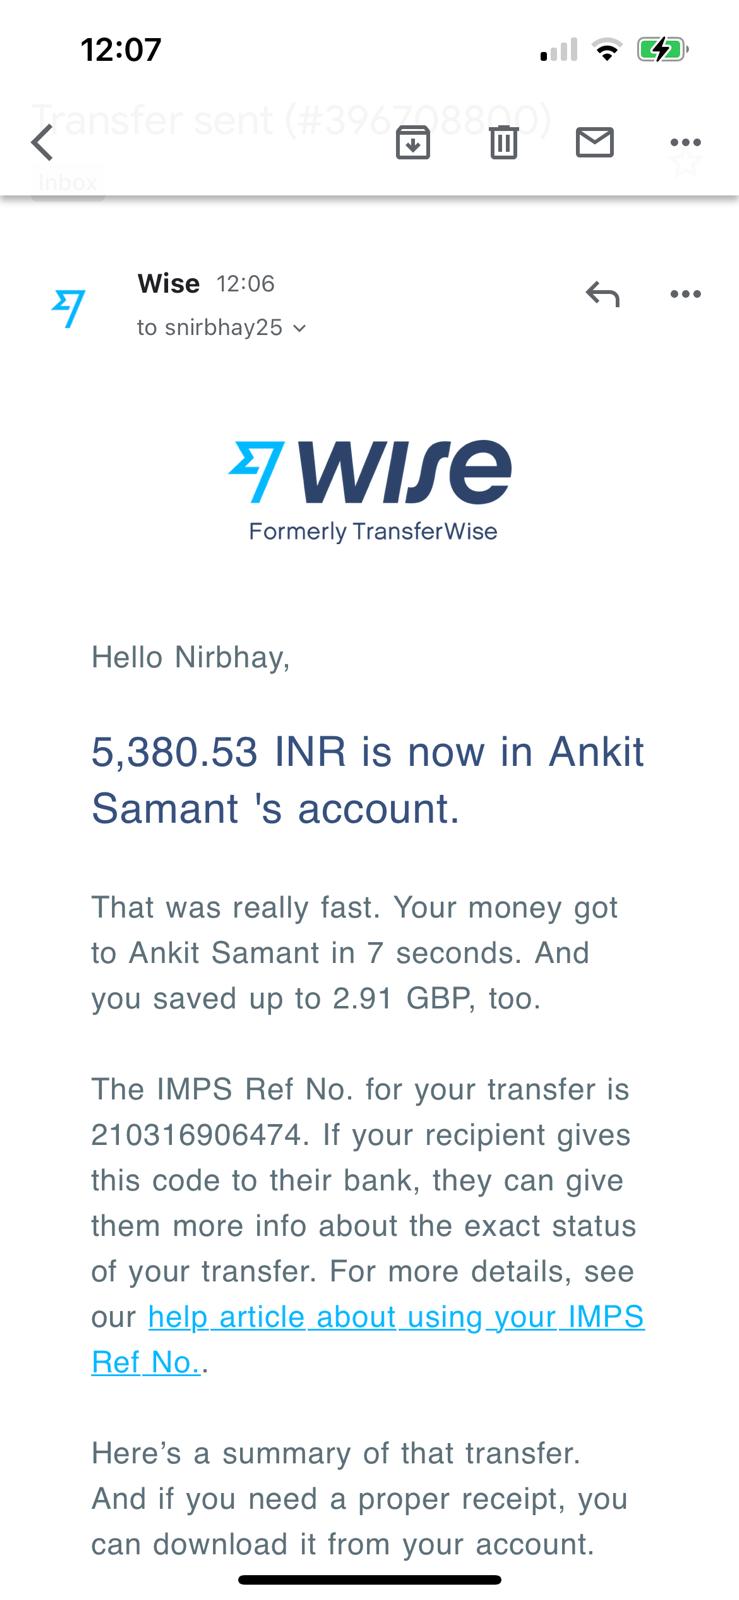 12:07
Transfer sent (#396708800)
Inbox
Wise 12:06
to snirbhay25
wise
Formerly TransferWise
Hello Nirbhay,
5,380.53 INR is now in Ankit
Samant 's account.
That was really fast. Your money got
to Ankit Samant in 7 seconds. And
you saved up to 2.91 GBP, too.
The IMPS Ref No. for your transfer is
210316906474. If your recipient gives
this code to their bank, they can give
them more info about the exact status
of your transfer. For more details, see
our help article about using your IMPS
Ref No..
Here’s a summary of that transfer.
And if you need a proper receipt, you
can download it from your account.